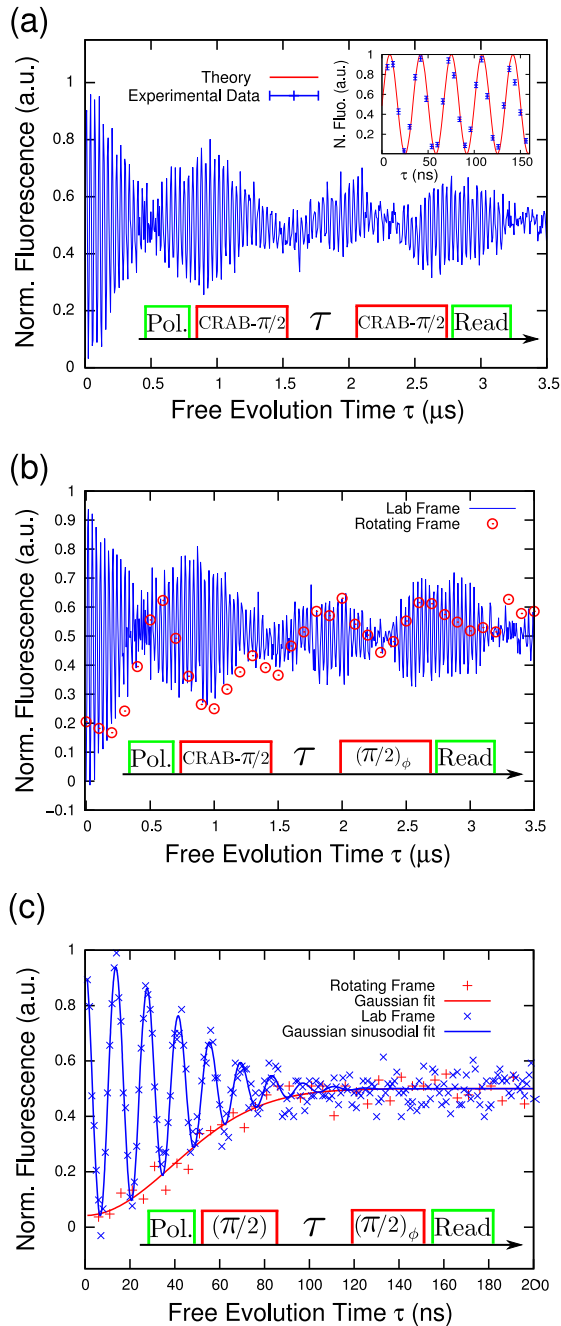 (a)
Norm. Fluorescence (a.u.)
1
0.8
0.6
0.4
0.2
0
Theory
Experimental Data
N. Fluo. (a.u.)
1
0.8
0.6
0.4
0.2
0 50 100 150
τ (ns)
Pol. CRAB-π/2 τ CRAB-π/2 Read
0 0.5 1 1.5 2 2.5 3 3.5
Free Evolution Time τ (μs)
(b)
Norm. Fluorescence (a.u.)
1
0.9
0.8
0.7
0.6
0.5
0.4
0.3
0.2
0.1
0
−0.1
Lab Frame
Rotating Frame
Pol. CRAB-π/2 τ (π/2)ϕ Read
0 0.5 1 1.5 2 2.5 3 3.5
Free Evolution Time τ (μs)
(c)
Norm. Fluorescence (a.u.)
1
0.8
0.6
0.4
0.2
0
Rotating Frame
Gaussian fit
Lab Frame
Gaussian sinusodial fit
Pol. (π/2) τ (π/2)ϕ Read
0 20 40 60 80 100 120 140 160 180 200
Free Evolution Time τ (ns)